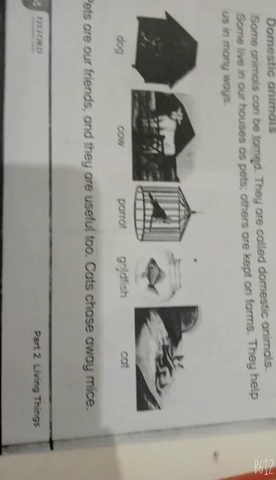 Domestic animals
Some animals can be tamed. They are called domestic animals.
Some live in our houses as pets; others are kept on farms. They help
us in many ways.
dog cow parrot goldfish cat
Pets are our friends, and they are useful too. Cats chase away mice.
4 OXFORD Part 2 Living Things